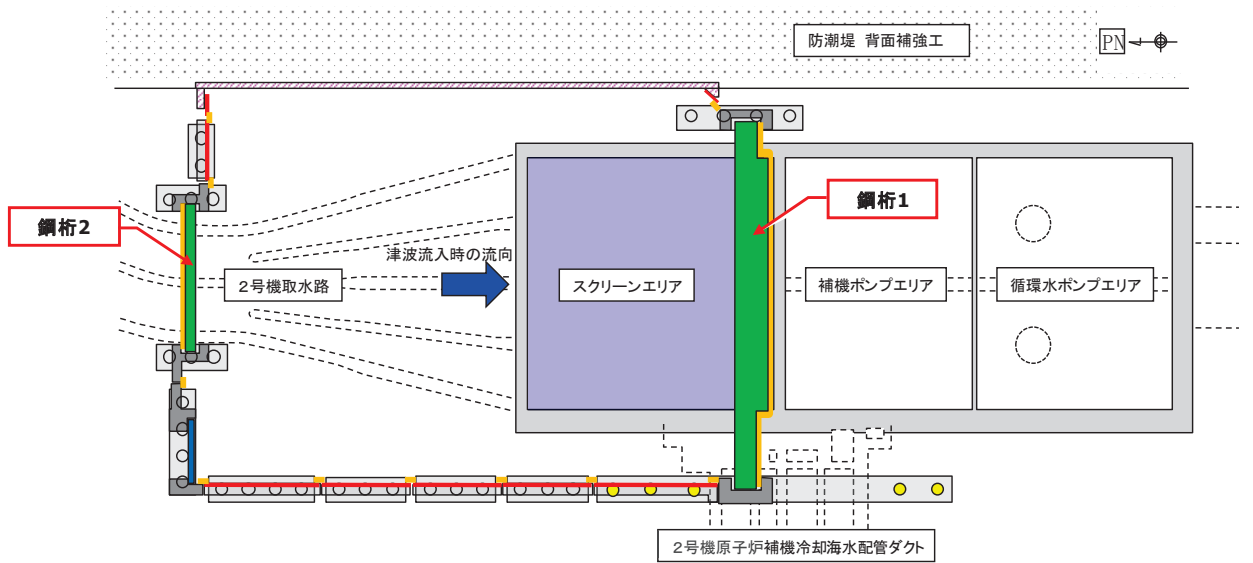 防潮堤 背面補強工
PN
鋼桁1
鋼桁2
津波流入時の流向
2号機取水路
スクリーンエリア
補機ポンプエリア
循環水ポンプエリア
2号機原子炉補機冷却海水配管ダクト